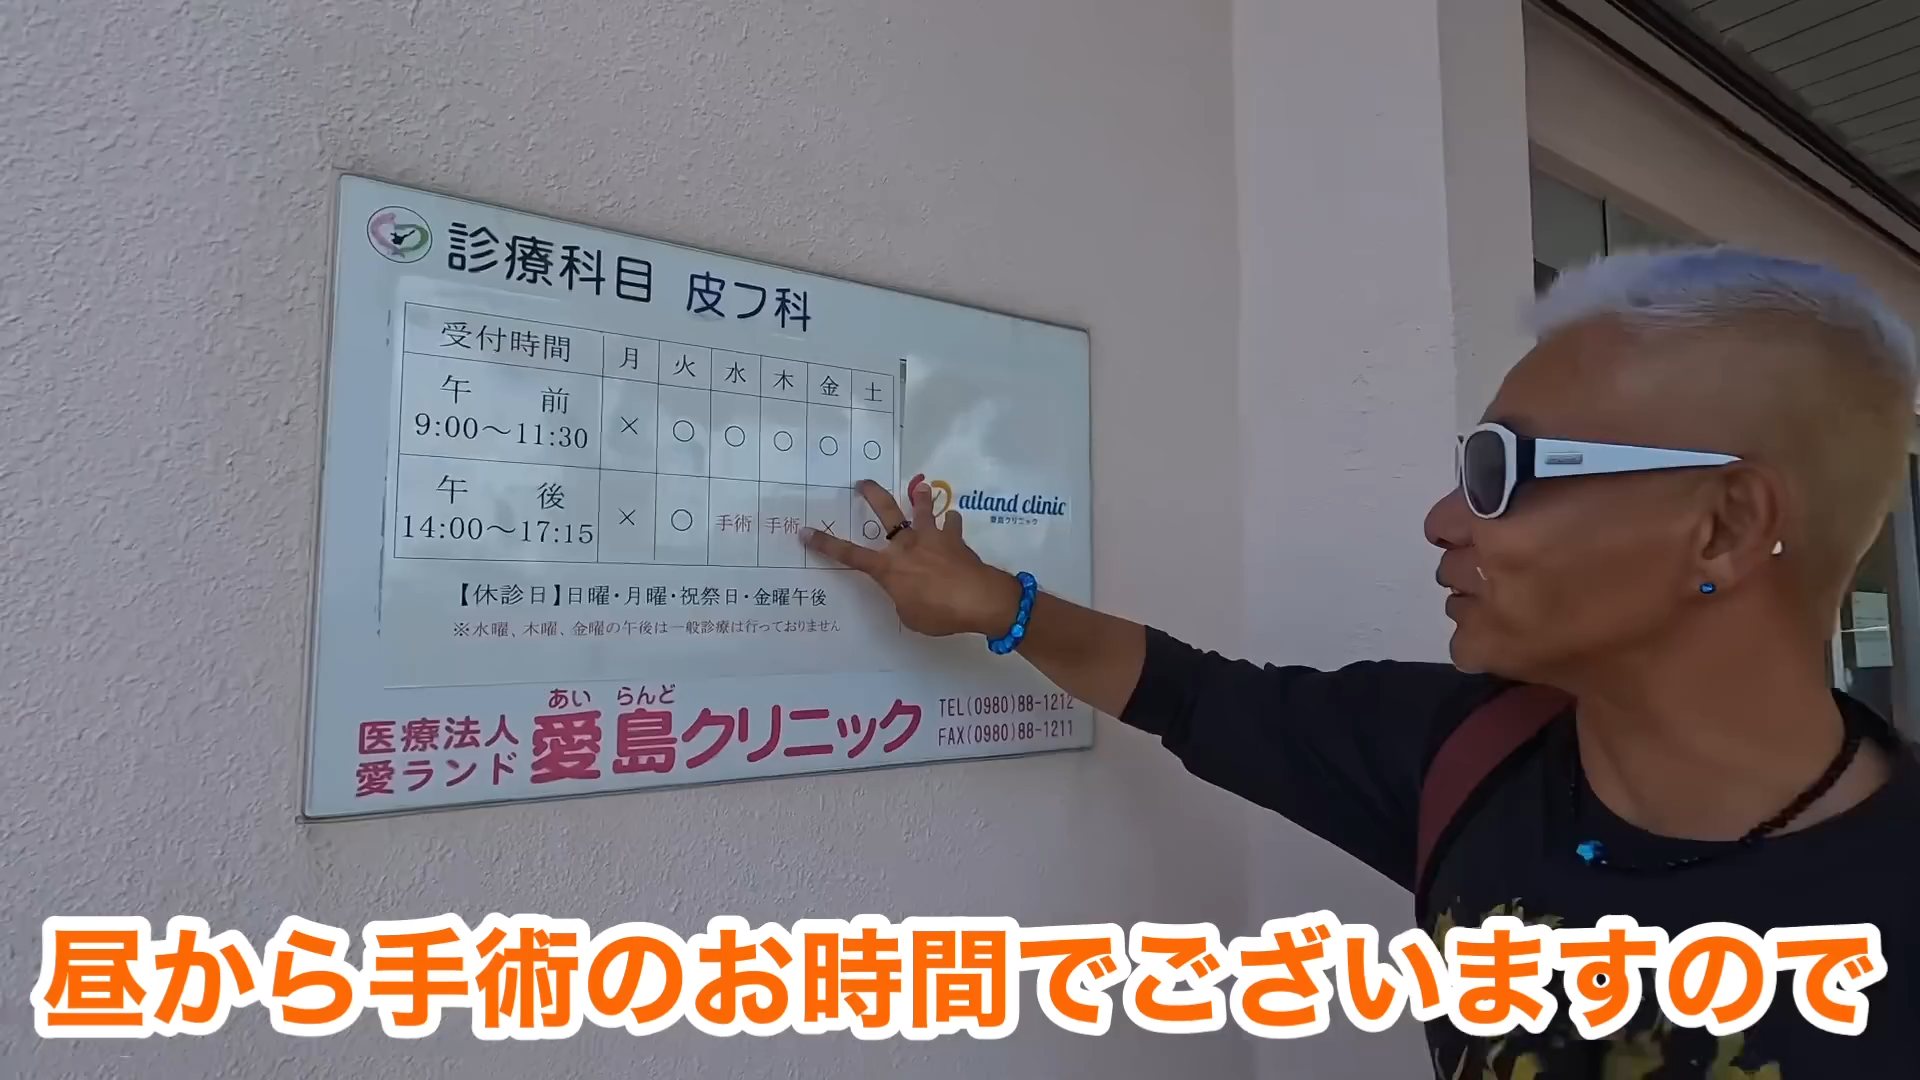 診療科目 皮フ科
受付時間 月 火 水 木 金 土
午前 9:00〜11:30 × ○ ○ ○ ○ ○
午後 14:00〜17:15 × ○ 手術 手術 × ○
【休診日】日曜・月曜・祝祭日・金曜午後
※水曜、木曜、金曜の午後は一般診療は行っておりません
ailand clinic
愛島クリニック
あい らんど
医療法人 愛ランド 愛島クリニック
TEL(0980)88-1212
FAX(0980)88-1211
昼から手術のお時間でございますので